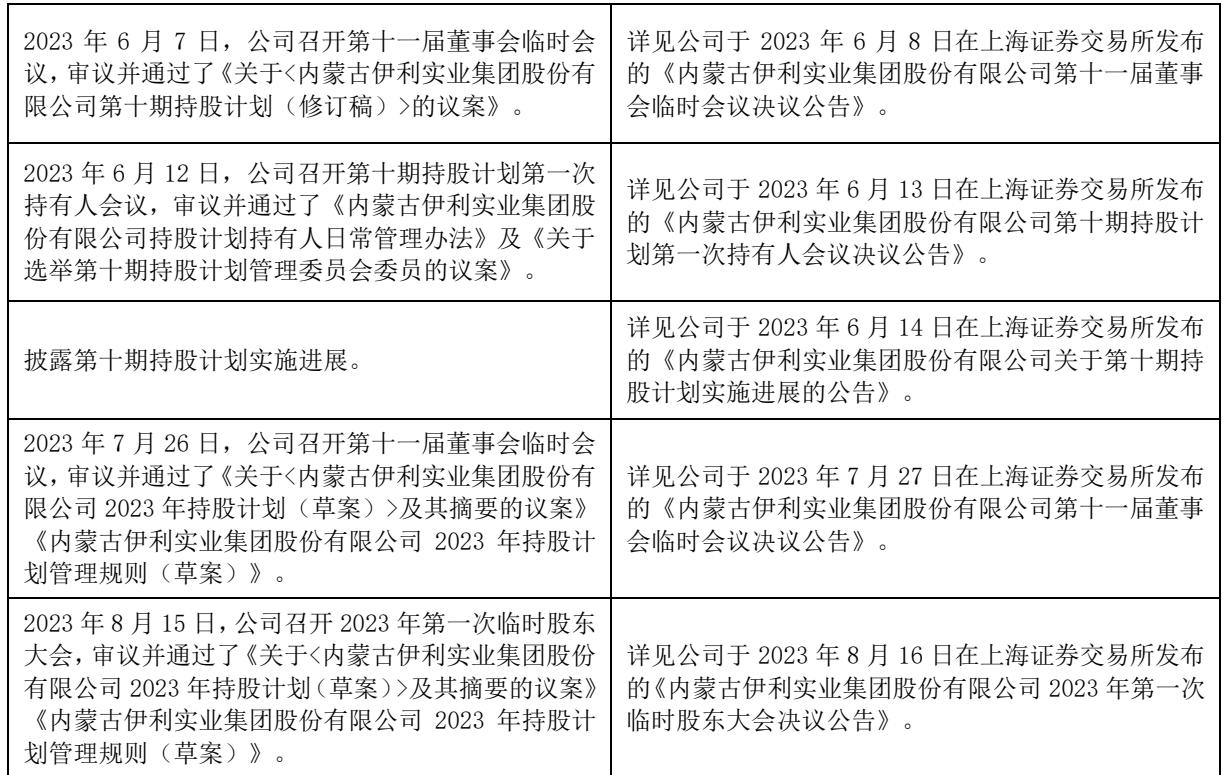 2023 年 6 月 7 日，公司召开第十一届董事会临时会
议，审议并通过了《关于<内蒙古伊利实业集团股份有
限公司第十期持股计划（修订稿）>的议案》。
详见公司于 2023 年 6 月 8 日在上海证券交易所发布
的《内蒙古伊利实业集团股份有限公司第十一届董事
会临时会议决议公告》。
2023 年 6 月 12 日，公司召开第十期持股计划第一次
持有人会议，审议并通过了《内蒙古伊利实业集团股
份有限公司持股计划持有人日常管理办法》及《关于
选举第十期持股计划管理委员会委员的议案》。
详见公司于 2023 年 6 月 13 日在上海证券交易所发布
的《内蒙古伊利实业集团股份有限公司第十期持股计
划第一次持有人会议决议公告》。
披露第十期持股计划实施进展。
详见公司于 2023 年 6 月 14 日在上海证券交易所发布
的《内蒙古伊利实业集团股份有限公司关于第十期持
股计划实施进展的公告》。
2023 年 7 月 26 日，公司召开第十一届董事会临时会
议，审议并通过了《关于<内蒙古伊利实业集团股份有
限公司 2023 年持股计划（草案）>及其摘要的议案》
《内蒙古伊利实业集团股份有限公司 2023 年持股计
划管理规则（草案）》。
详见公司于 2023 年 7 月 27 日在上海证券交易所发布
的《内蒙古伊利实业集团股份有限公司第十一届董事
会临时会议决议公告》。
2023 年 8 月 15 日，公司召开 2023 年第一次临时股东
大会，审议并通过了《关于<内蒙古伊利实业集团股份
有限公司 2023 年持股计划（草案）>及其摘要的议案》
《内蒙古伊利实业集团股份有限公司 2023 年持股计
划管理规则（草案）》。
详见公司于 2023 年 8 月 16 日在上海证券交易所发布
的《内蒙古伊利实业集团股份有限公司 2023 年第一次
临时股东大会决议公告》。